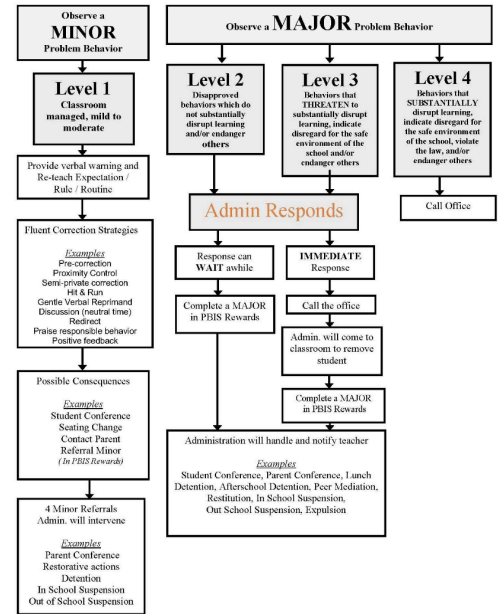 Observe a
MINOR
Problem Behavior
Level 1
Classroom
managed, mild to
moderate
Provide verbal warning and
Re-teach Expectation /
Rule / Routine
Fluent Correction Strategies
Examples
Pre-correction
Proximity Control
Semi-private correction
Hit & Run
Gentle Verbal Reprimand
Discussion (neutral time)
Redirect
Praise responsible behavior
Positive feedback
Possible Consequences
Examples
Student Conference
Seating Change
Contact Parent
Referral Minor
(In PBIS Rewards)
4 Minor Referrals
Admin. will intervene
Examples
Parent Conference
Restorative actions
Detention
In School Suspension
Out of School Suspension
Observe a MAJOR Problem Behavior
Level 2
Disapproved
behaviors which do
not substantially
disrupt learning
and/or endanger
others
Level 3
Behaviors that
THREATEN to
substantially disrupt
learning, indicate
disregard for the safe
environment of the
school and/or
endanger others
Level 4
Behaviors that
SUBSTANTIALLY
disrupt learning,
indicate disregard for
the safe environment
of the school, violate
the law, and/or
endanger others
Admin Responds
Call Office
Response can
WAIT awhile
IMMEDIATE
Response
Complete a MAJOR
in PBIS Rewards
Call the office
Admin. will come to
classroom to remove
student
Complete a MAJOR
in PBIS Rewards
Administration will handle and notify teacher
Examples
Student Conference, Parent Conference, Lunch
Detention, Afterschool Detention, Peer Mediation,
Restitution, In School Suspension,
Out School Suspension, Expulsion